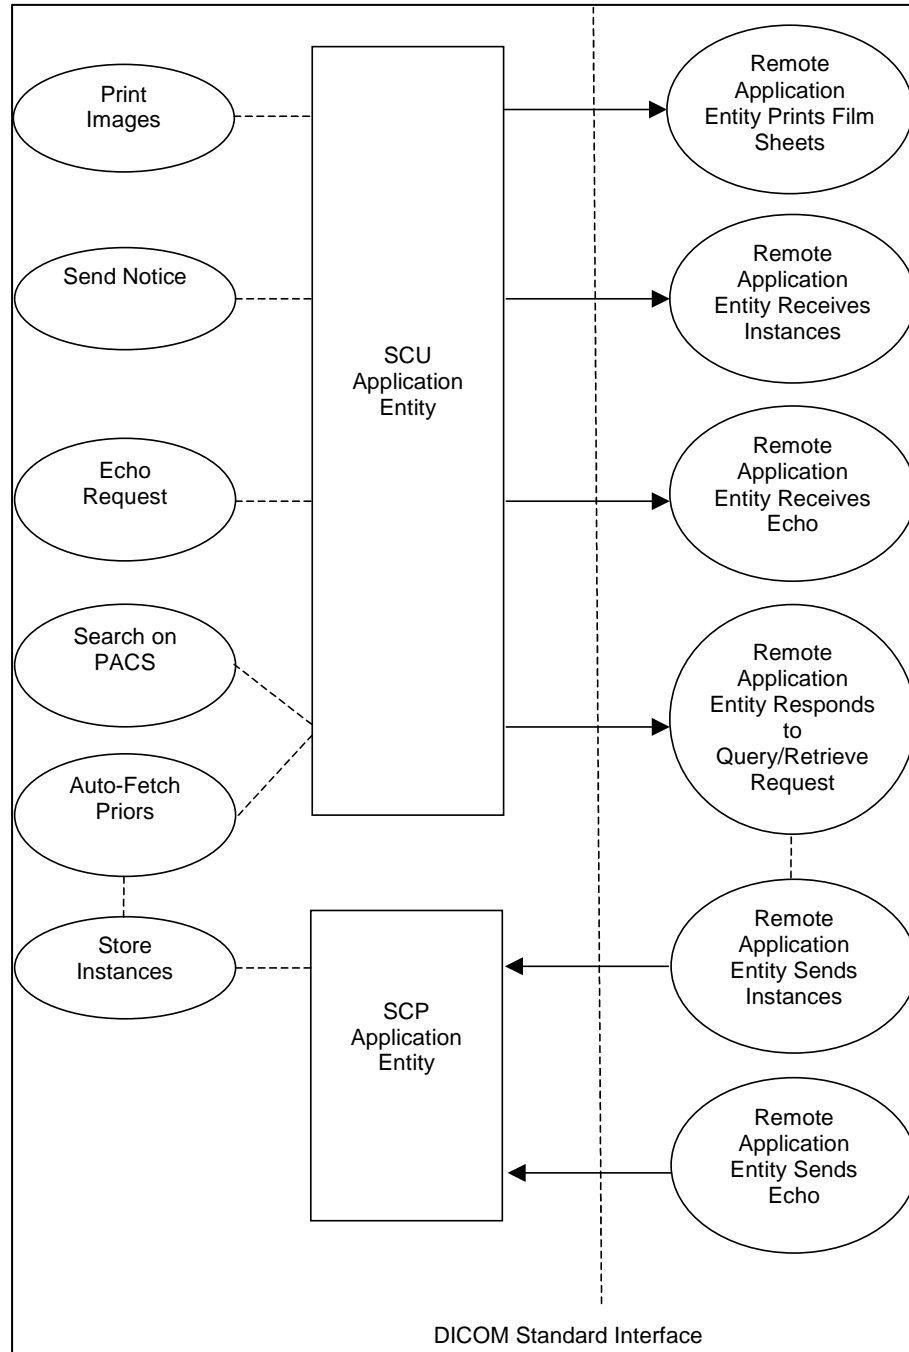 Print
Images
Remote
Application
Entity Prints Film
Sheets
Send Notice
Remote
Application
Entity Receives
Instances
SCU
Application
Entity
Echo
Request
Remote
Application
Entity Receives
Echo
Search on
PACS
Remote
Application
Entity Responds
to
Query/Retrieve
Request
Auto-Fetch
Priors
Store
Instances
Remote
Application
Entity Sends
Instances
SCP
Application
Entity
Remote
Application
Entity Sends
Echo
DICOM Standard Interface